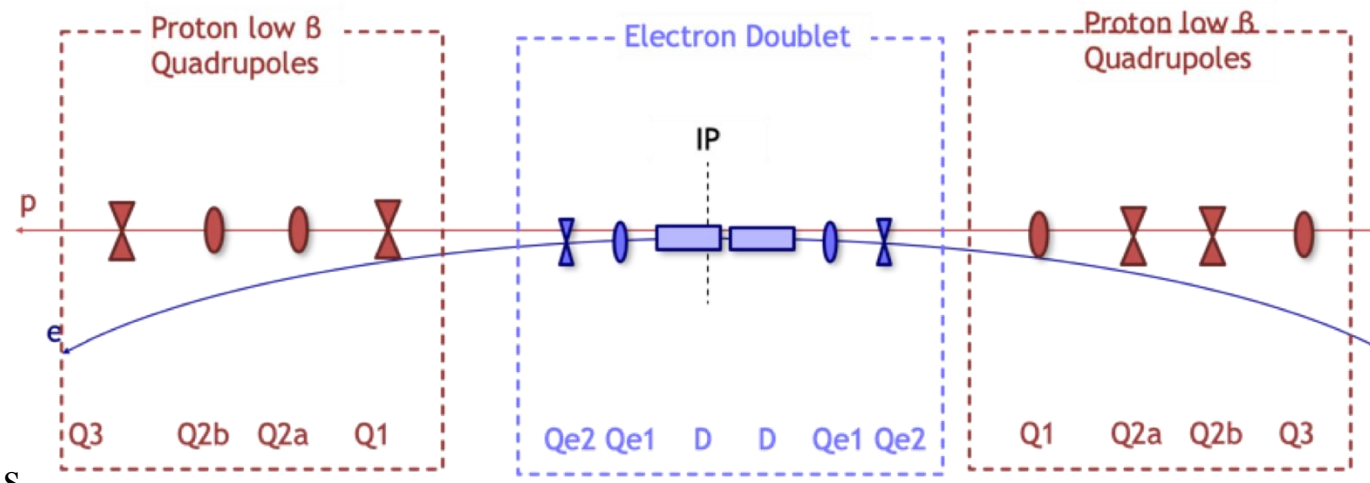 Proton low β
Quadrupoles
Electron Doublet
Proton low β
Quadrupoles
IP
p
e
Q3 Q2b Q2a Q1
Qe2 Qe1 D D Qe1 Qe2
Q1 Q2a Q2b Q3
s